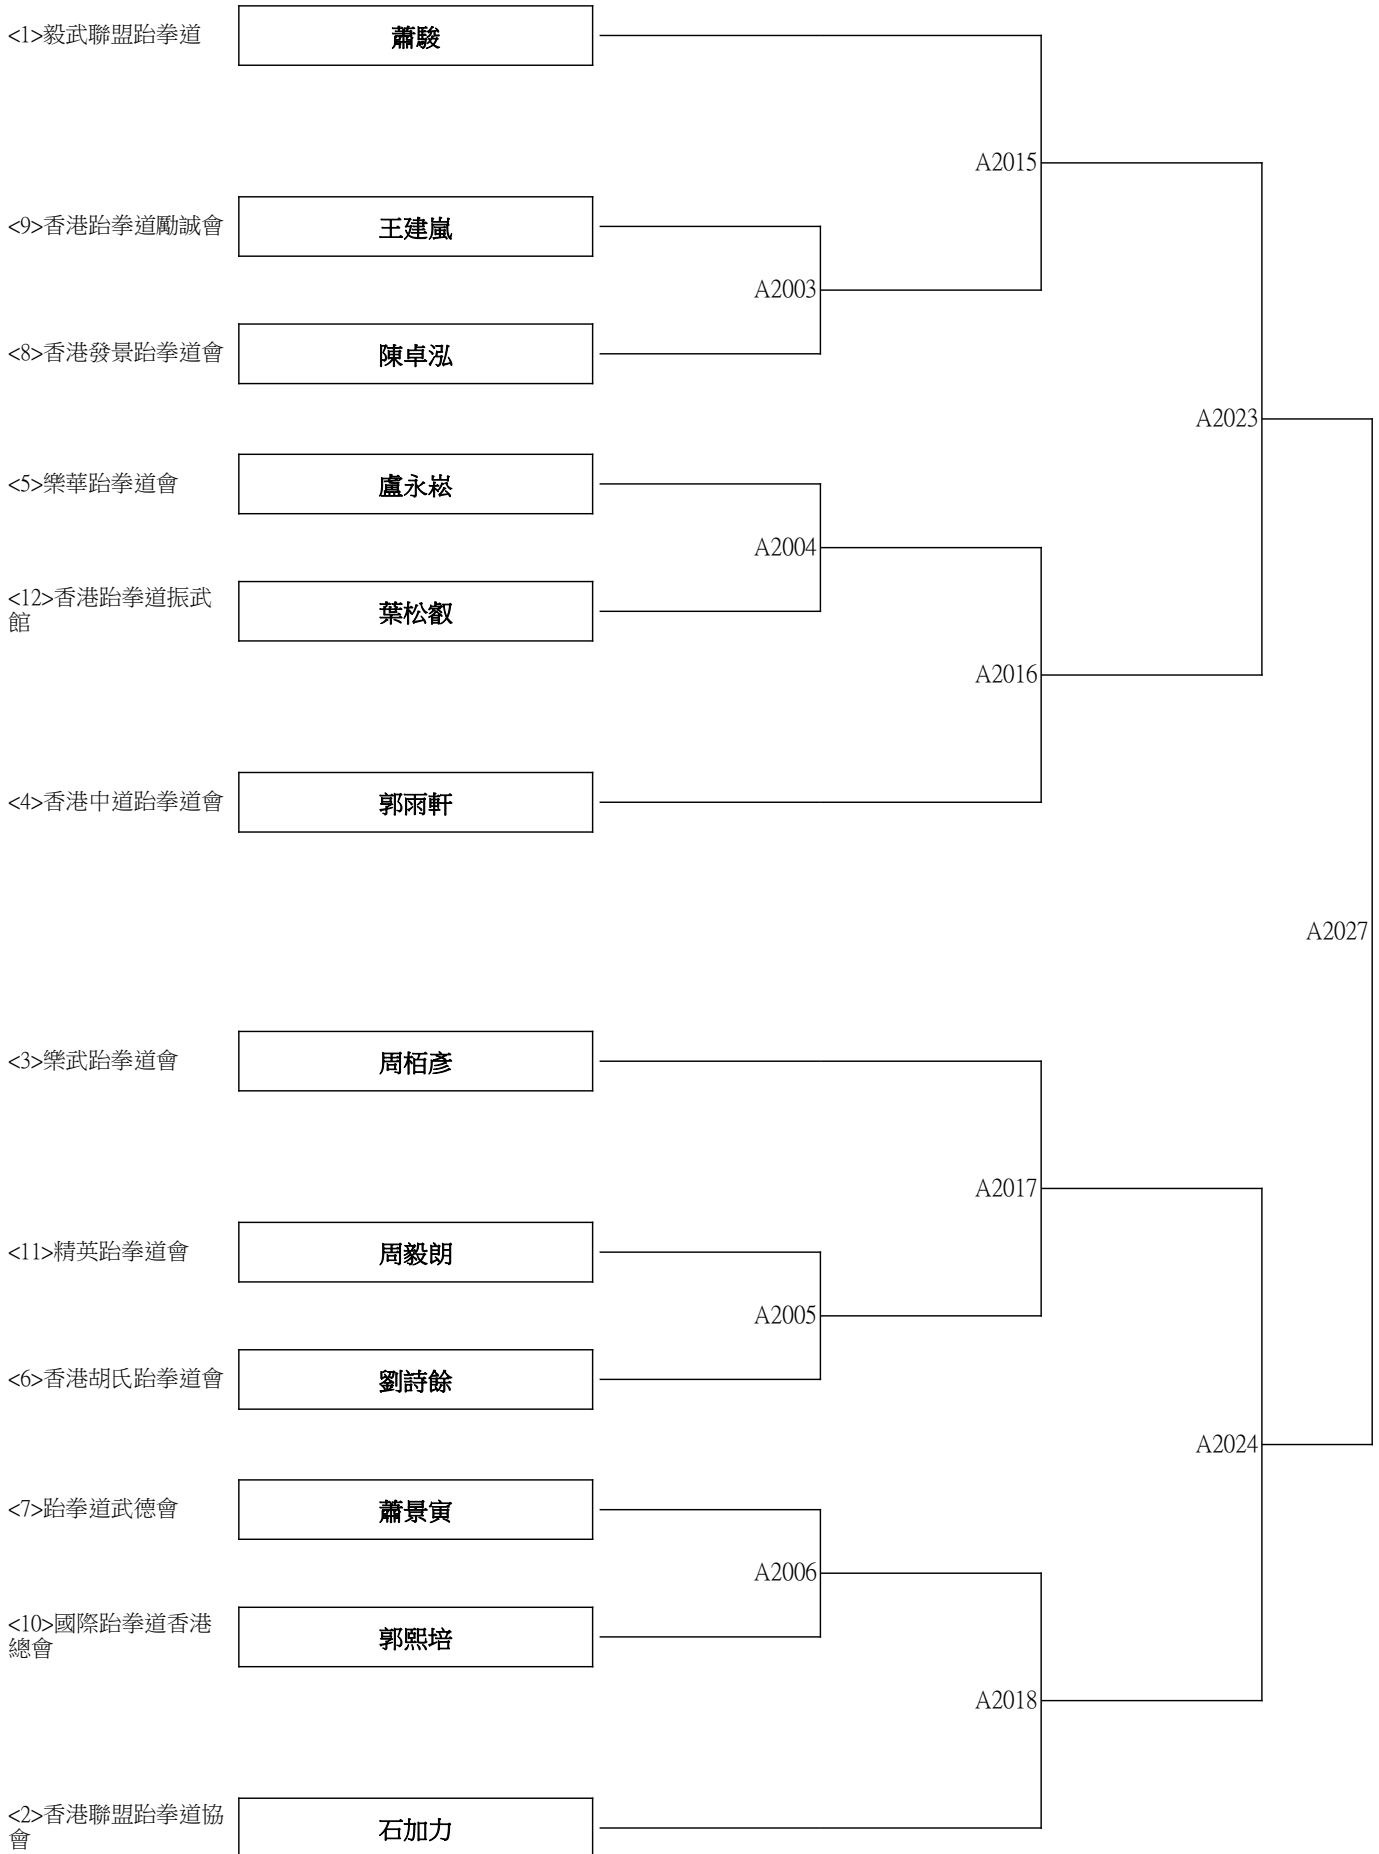 <1>毅武聯盟跆拳道
蕭駿
A2015
<9>香港跆拳道勵誠會
王建嵐
A2003
<8>香港發景跆拳道會
陳卓泓
A2023
<5>樂華跆拳道會
盧永崧
A2004
<12>香港跆拳道振武
館
葉松叡
A2016
<4>香港中道跆拳道會
郭雨軒
A2027
<3>樂武跆拳道會
周栢彥
A2017
<11>精英跆拳道會
周毅朗
A2005
<6>香港胡氏跆拳道會
劉詩餘
A2024
<7>跆拳道武德會
蕭景寅
A2006
<10>國際跆拳道香港
總會
郭熙培
A2018
<2>香港聯盟跆拳道協
會
石加力